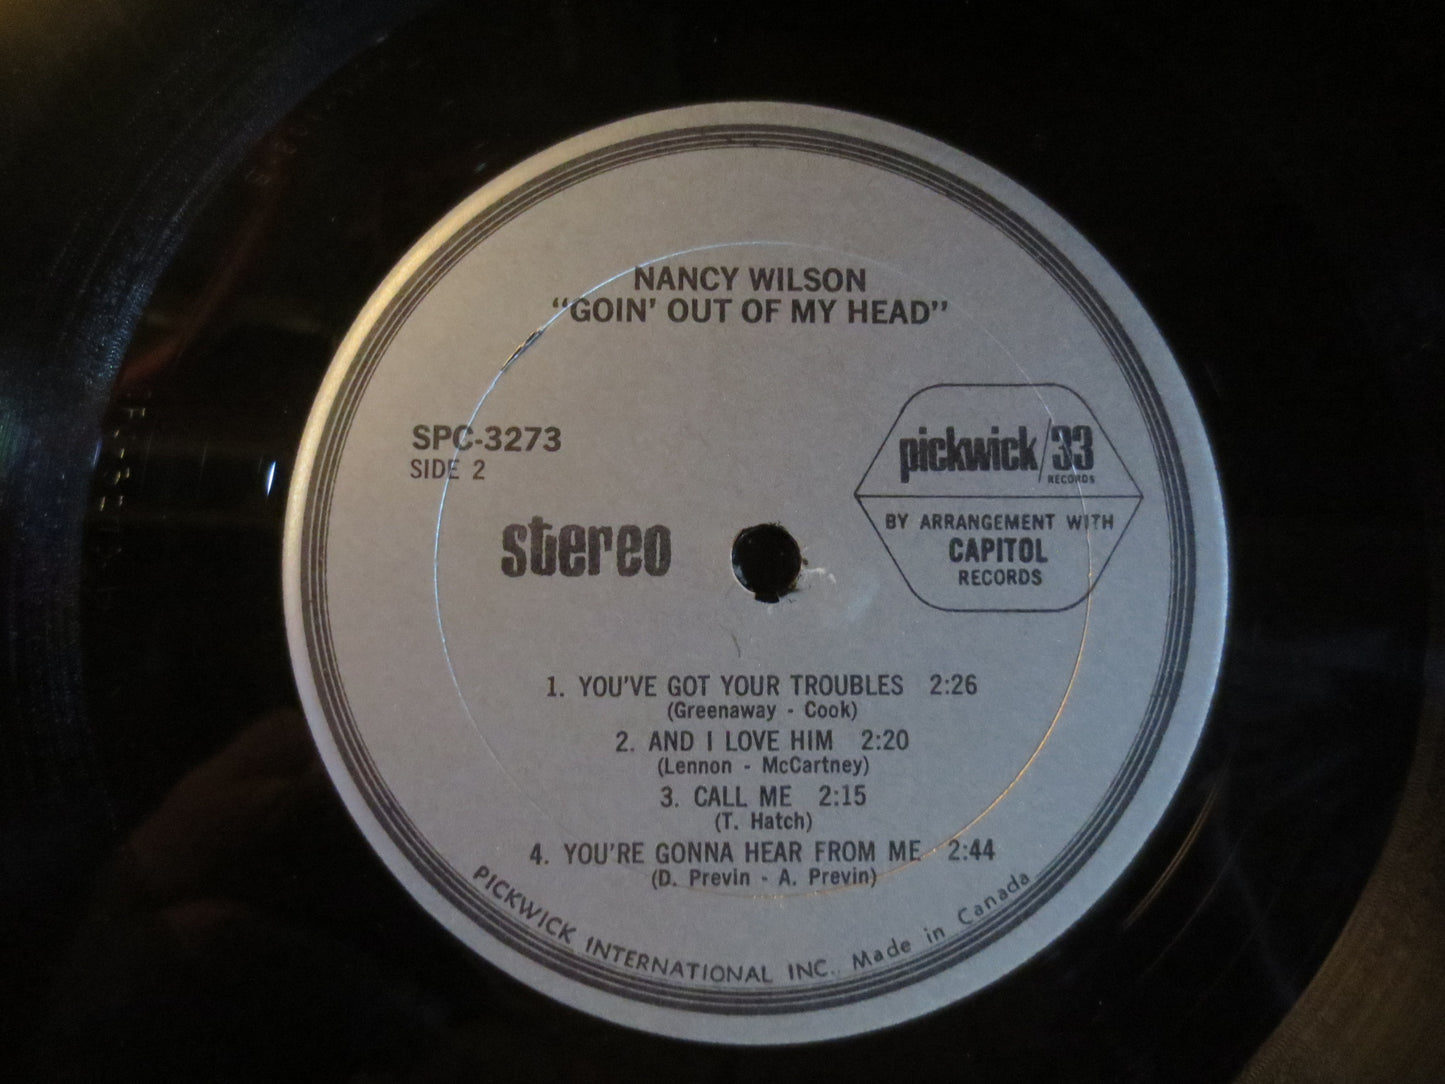 NANCY WILSON
"GOIN' OUT OF MY HEAD"
SPC-3273
SIDE 2
stereo
pickwick/33
RECORDS
BY ARRANGEMENT WITH
CAPITOL
RECORDS
1. YOU'VE GOT YOUR TROUBLES 2:26
(Greenaway - Cook)
2. AND I LOVE HIM 2:20
(Lennon - McCartney)
3. CALL ME 2:15
(T. Hatch)
4. YOU'RE GONNA HEAR FROM ME 2:44
(D. Previn - A. Previn)
PICKWICK INTERNATIONAL INC. Made in Canada